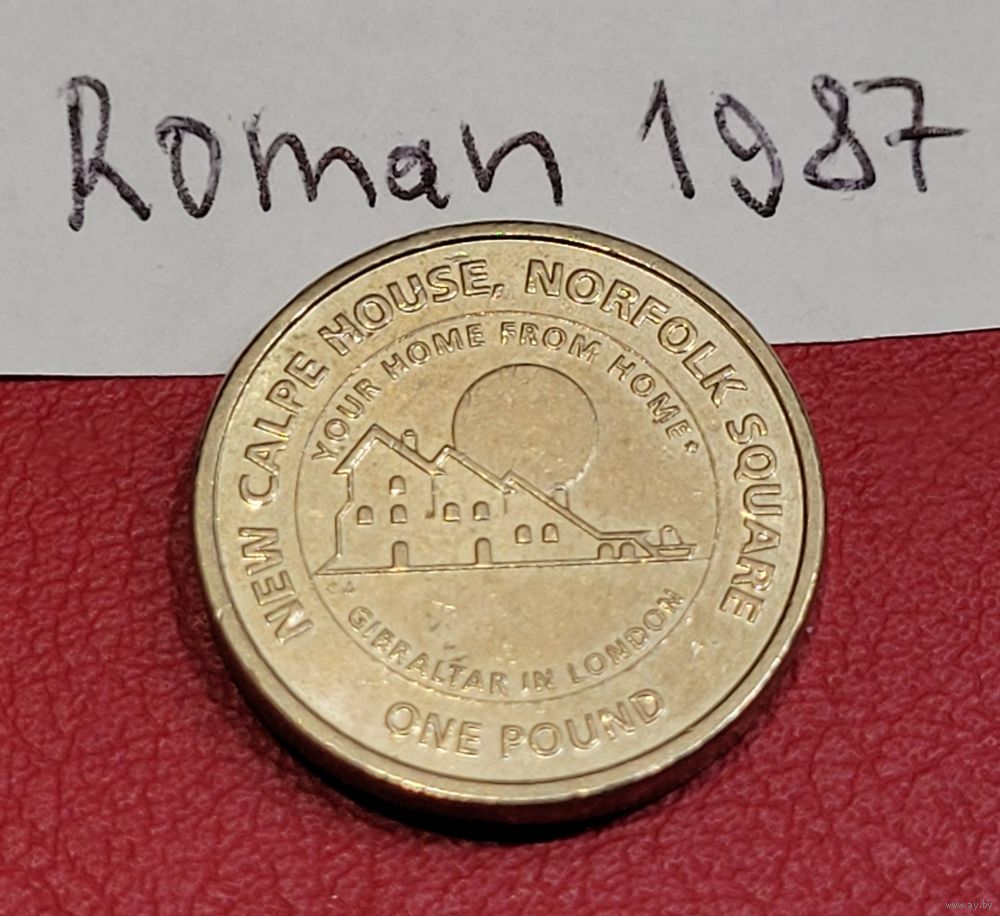 Roman 1987
NEW CALPE HOUSE, NORFOLK SQUARE
YOUR HOME FROM HOME
GIBRALTAR IN LONDON
ONE POUND
www.ay.by